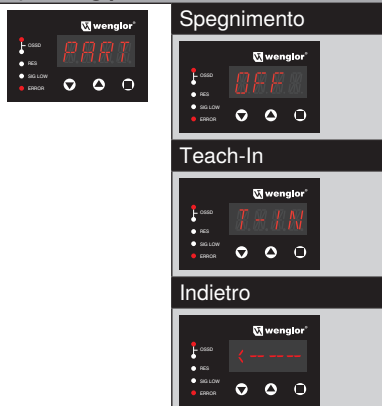 wenglor®
OSSD
PART
RES
SIG LOW
ERROR
Spegnimento
wenglor®
OSSD
OFF
RES
SIG LOW
ERROR
Teach-In
wenglor®
OSSD
T-IN
RES
SIG LOW
ERROR
Indietro
wenglor®
OSSD
<-----
RES
SIG LOW
ERROR